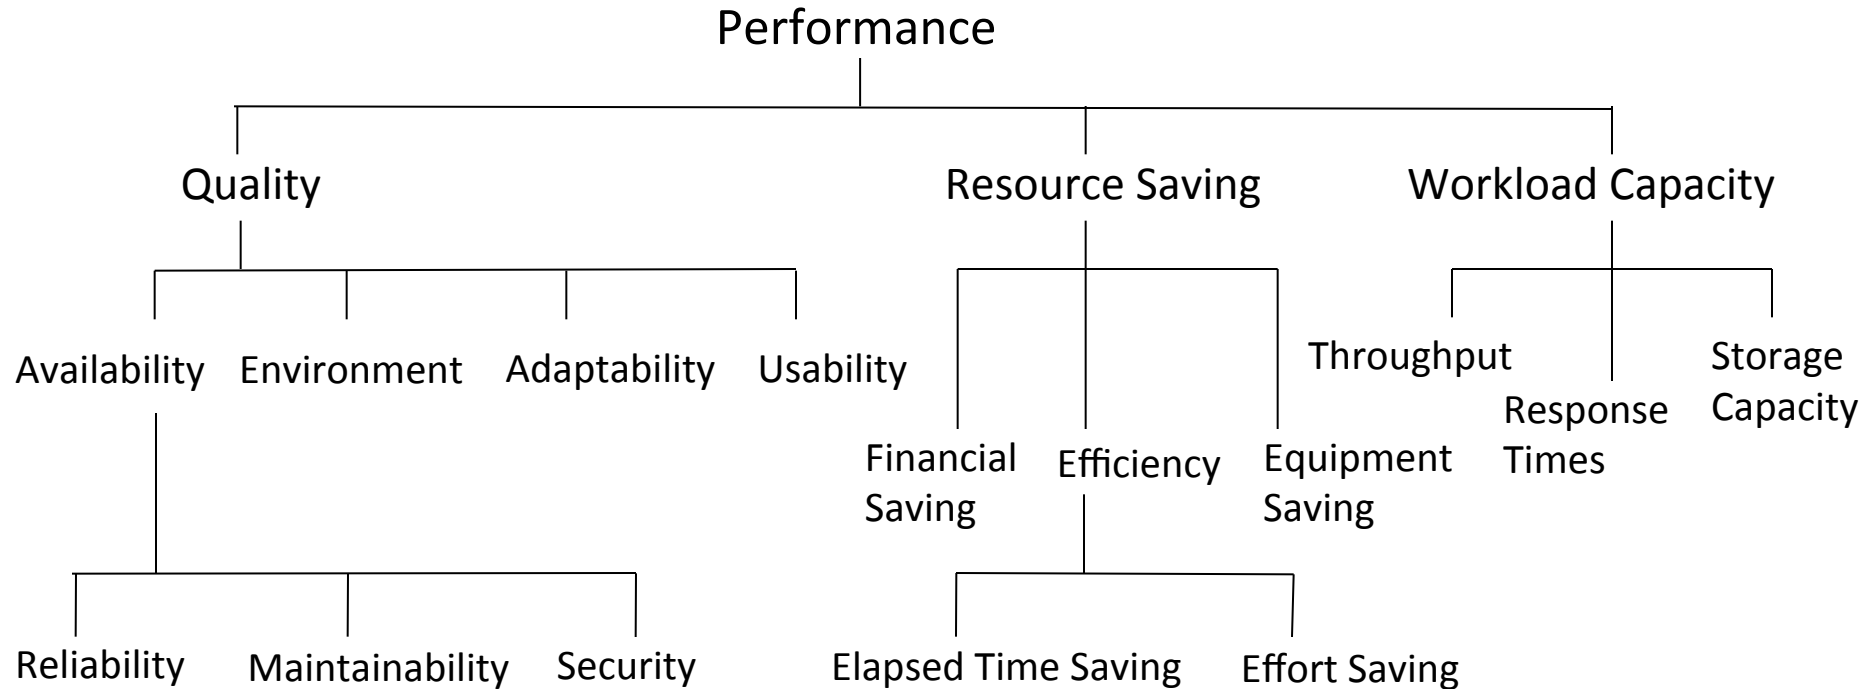 Performance
Quality
Resource Saving
Workload Capacity
Availability
Environment
Adaptability
Usability
Throughput
Response
Times
Storage
Capacity
Financial
Saving
Efficiency
Equipment
Saving
Reliability
Maintainability
Security
Elapsed Time Saving
Effort Saving